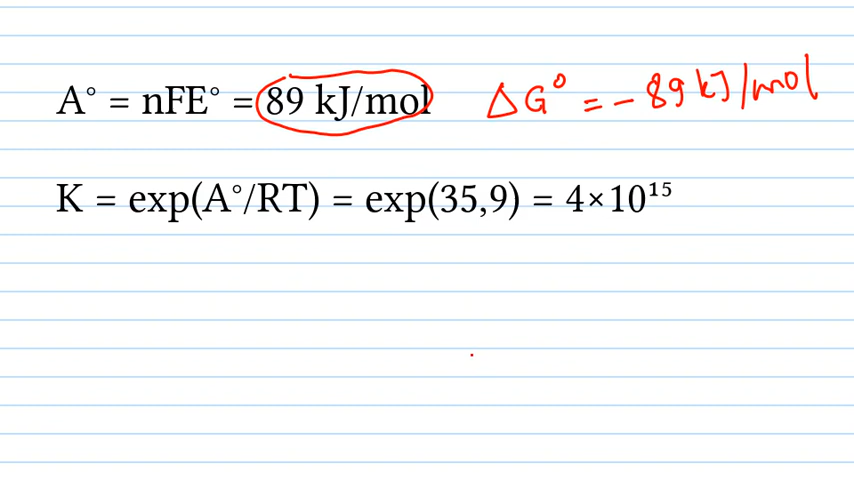 A° = nFE° = 89 kJ/mol ΔG° = - 89 kJ/mol
K = exp(A°/RT) = exp(35,9) = 4×10¹⁵